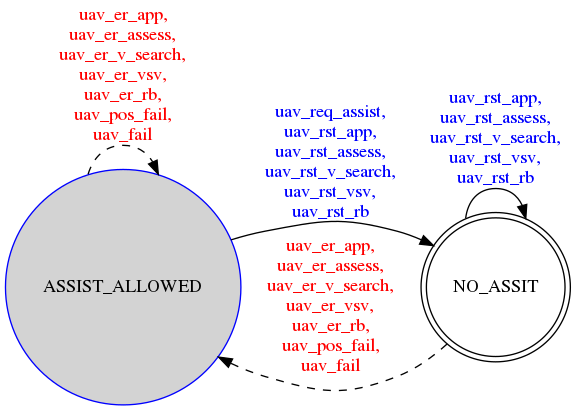 uav_er_app,
uav_er_assess,
uav_er_v_search,
uav_er_vsv,
uav_er_rb,
uav_pos_fail,
uav_fail
uav_req_assist,
uav_rst_app,
uav_rst_assess,
uav_rst_v_search,
uav_rst_vsv,
uav_rst_rb
uav_rst_app,
uav_rst_assess,
uav_rst_v_search,
uav_rst_vsv,
uav_rst_rb
ASSIST_ALLOWED
uav_er_app,
uav_er_assess,
uav_er_v_search,
uav_er_vsv,
uav_er_rb,
uav_pos_fail,
uav_fail
NO_ASSIT